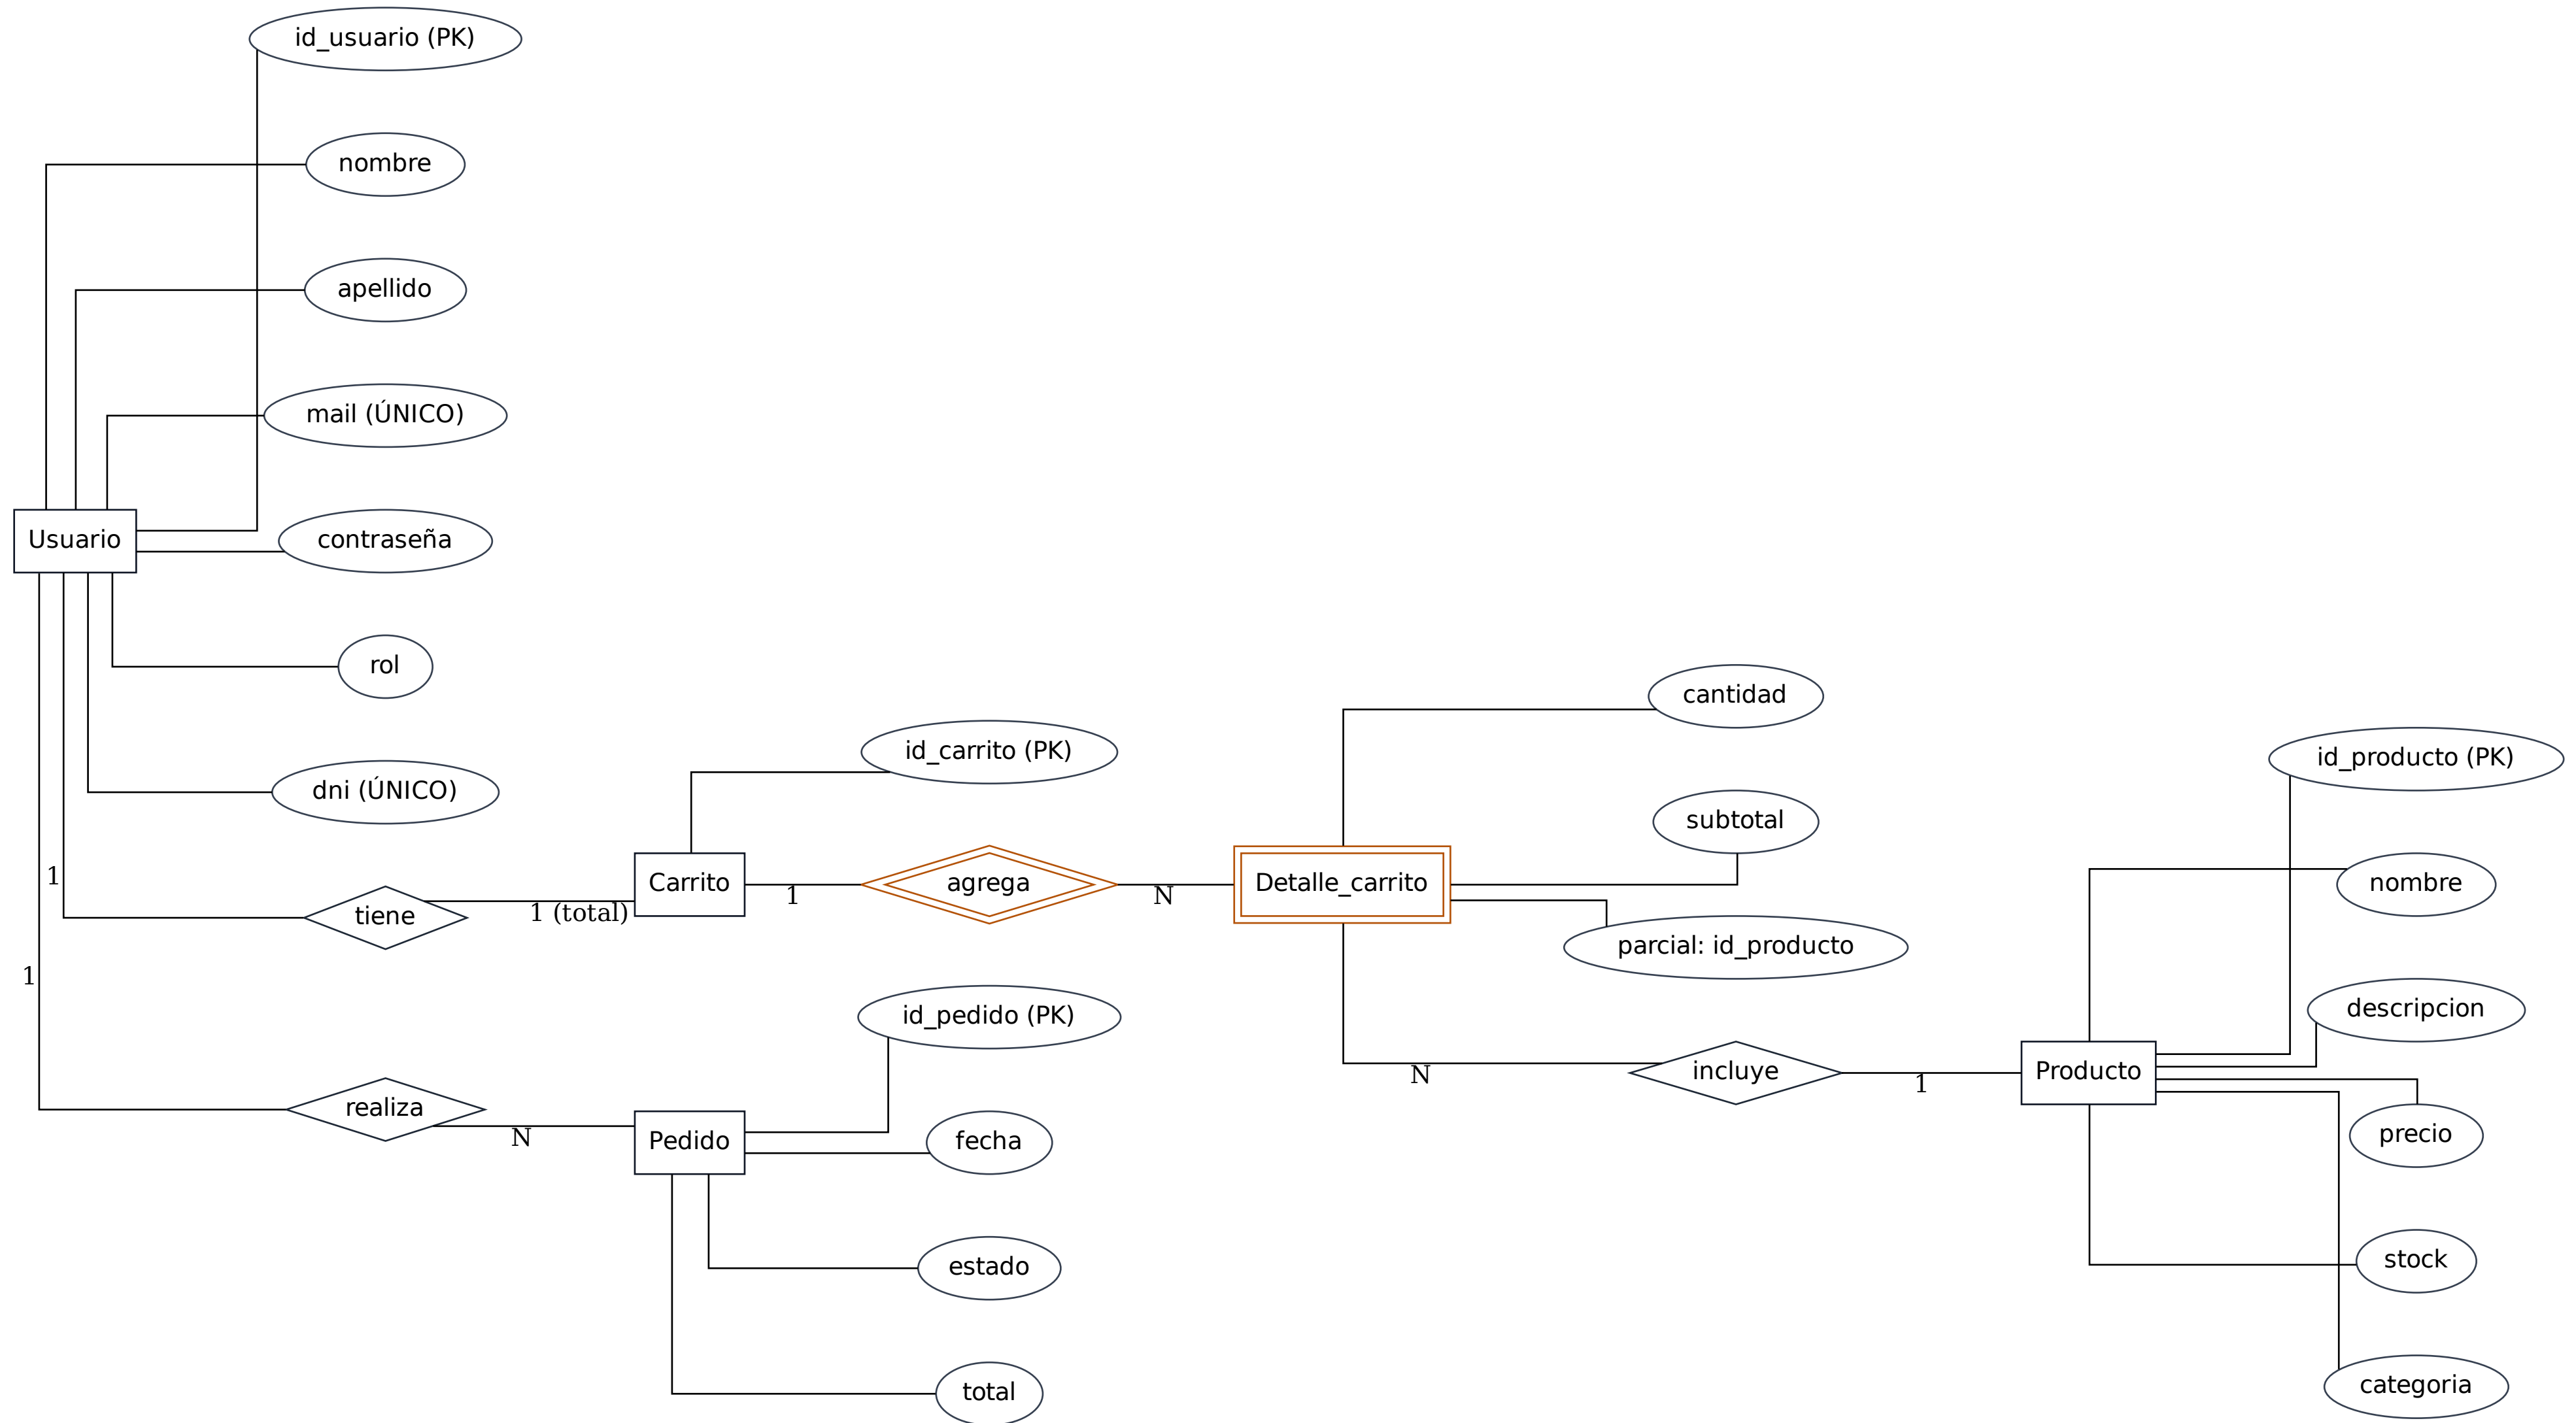 id_usuario (PK)
nombre
apellido
mail (ÚNICO)
Usuario
contraseña
rol
dni (ÚNICO)
1
tiene
1 (total)
1
realiza
N
id_carrito (PK)
Carrito
1
agrega
N
Detalle_carrito
cantidad
subtotal
parcial: id_producto
id_pedido (PK)
Pedido
fecha
estado
total
N
incluye
1
Producto
id_producto (PK)
nombre
descripcion
precio
stock
categoria